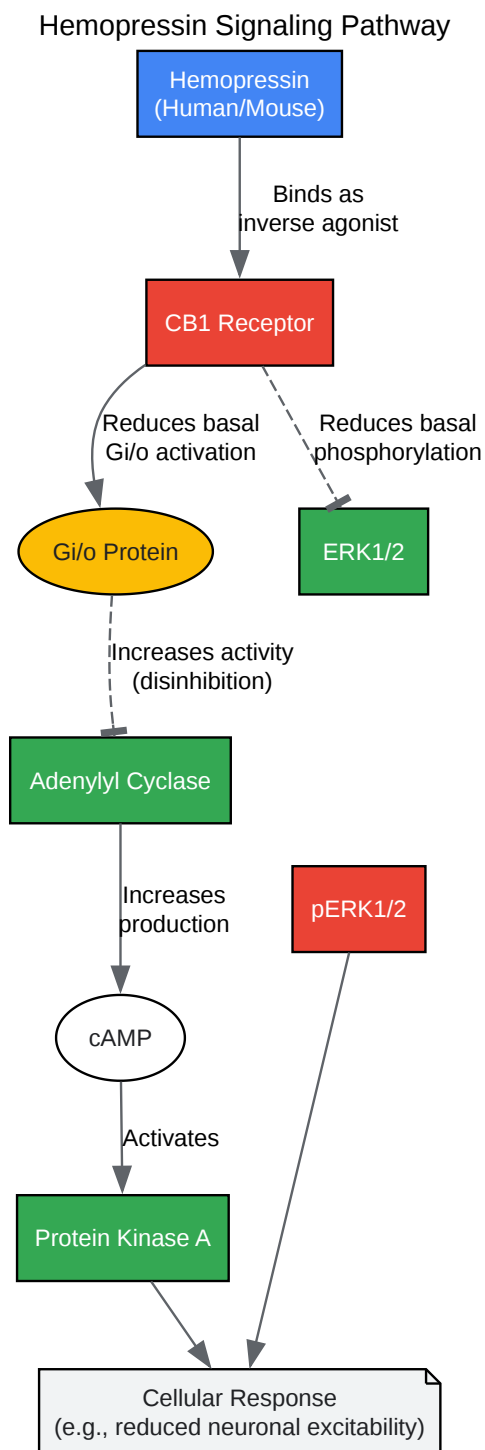 Hemopressin Signaling Pathway
Hemopressin
(Human/Mouse)
Binds as
inverse agonist
CB1 Receptor
Reduces basal
Gi/o activation
Reduces basal
phosphorylation
Gi/o Protein
ERK1/2
Increases activity
(disinhibition)
Adenylyl Cyclase
Increases
production
pERK1/2
cAMP
Activates
Protein Kinase A
Cellular Response
(e.g., reduced neuronal excitability)